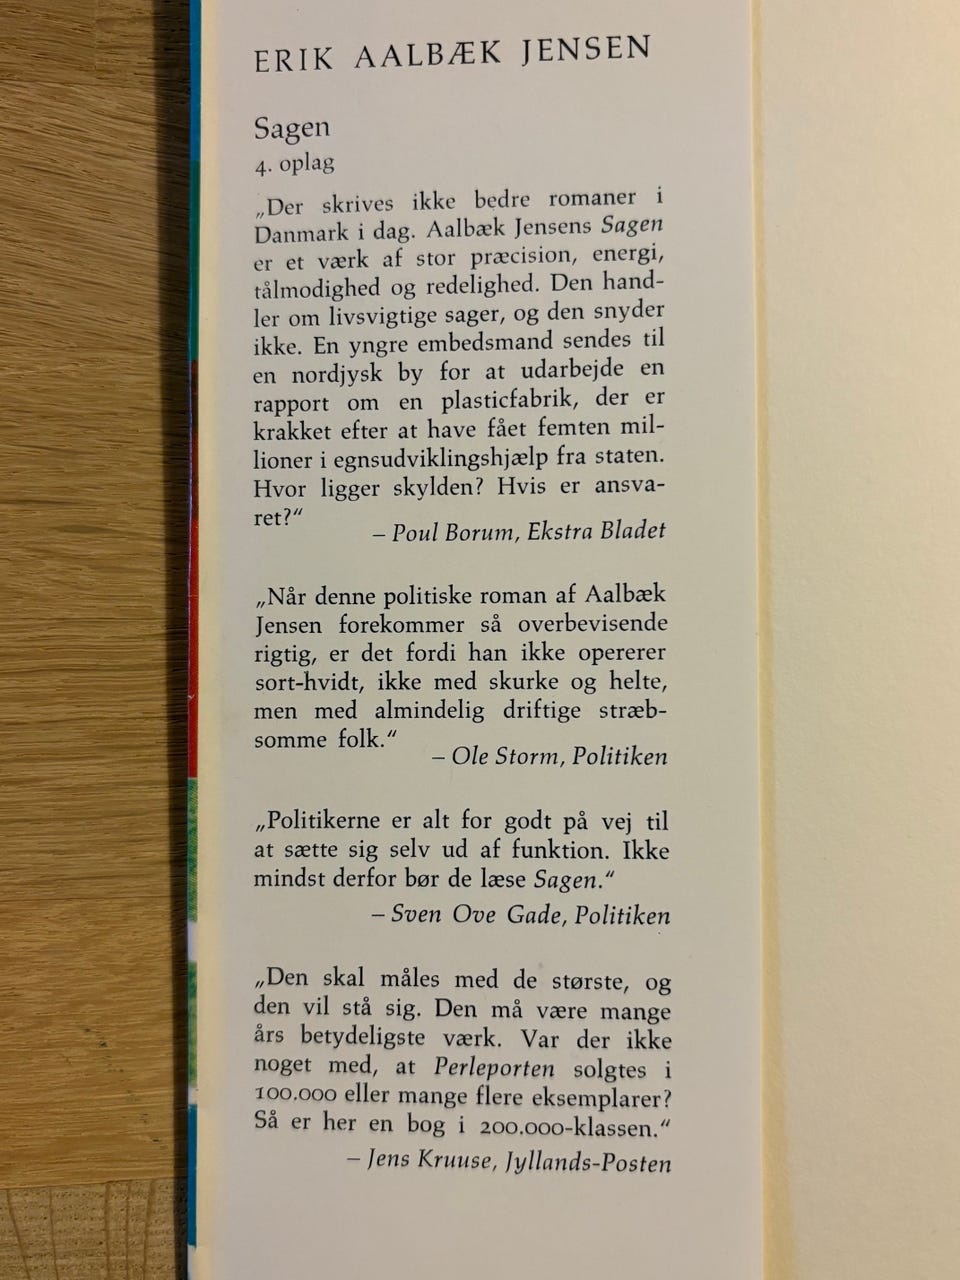 ERIK AALBÆK JENSEN
Sagen
4. oplag
„Der skrives ikke bedre romaner i
Danmark i dag. Aalbæk Jensens Sagen
er et værk af stor præcision, energi,
tålmodighed og redelighed. Den hand-
ler om livsvigtige sager, og den snyder
ikke. En yngre embedsmand sendes til
en nordjysk by for at udarbejde en
rapport om en plasticfabrik, der er
krakket efter at have fået femten mil-
lioner i egnsudviklingshjælp fra staten.
Hvor ligger skylden? Hvis er ansva-
ret?“
– Poul Borum, Ekstra Bladet
„Når denne politiske roman af Aalbæk
Jensen forekommer så overbevisende
rigtig, er det fordi han ikke opererer
sort-hvidt, ikke med skurke og helte,
men med almindelig driftige stræb-
somme folk.“
– Ole Storm, Politiken
„Politikerne er alt for godt på vej til
at sætte sig selv ud af funktion. Ikke
mindst derfor bør de læse Sagen.“
– Sven Ove Gade, Politiken
„Den skal måles med de største, og
den vil stå sig. Den må være mange
års betydeligste værk. Var der ikke
noget med, at Perleporten solgtes i
100.000 eller mange flere eksemplarer?
Så er her en bog i 200.000-klassen.“
– Jens Kruuse, Jyllands-Posten